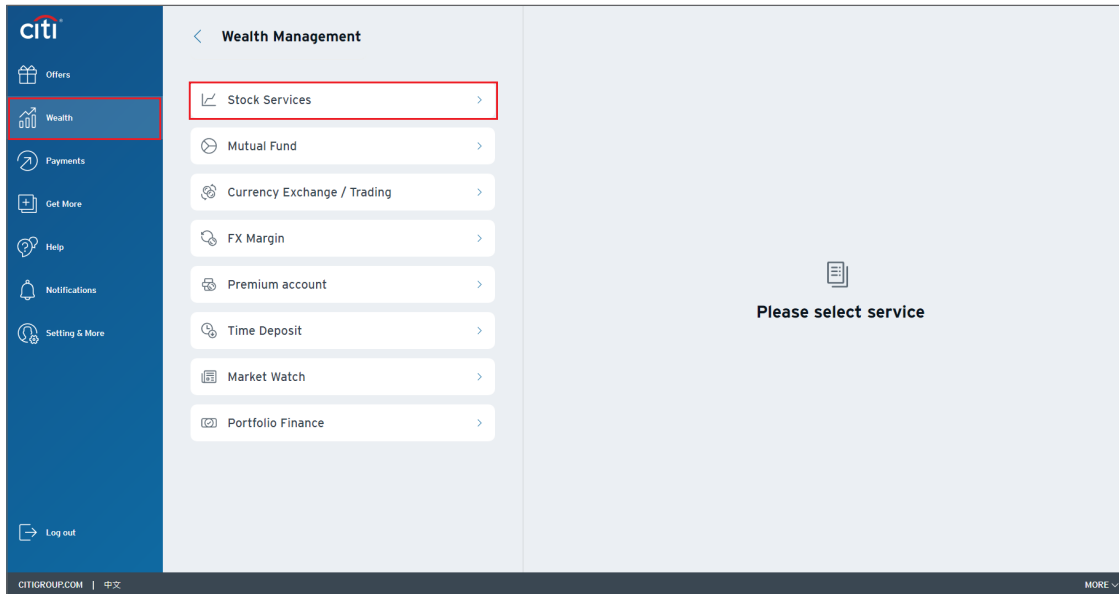 citi
Offers
Wealth
Payments
Get More
Help
Notifications
Setting & More
Log out
Wealth Management
Stock Services
Mutual Fund
Currency Exchange / Trading
FX Margin
Premium account
Time Deposit
Market Watch
Portfolio Finance
Please select service
CITIGROUP.COM | 中文
MORE